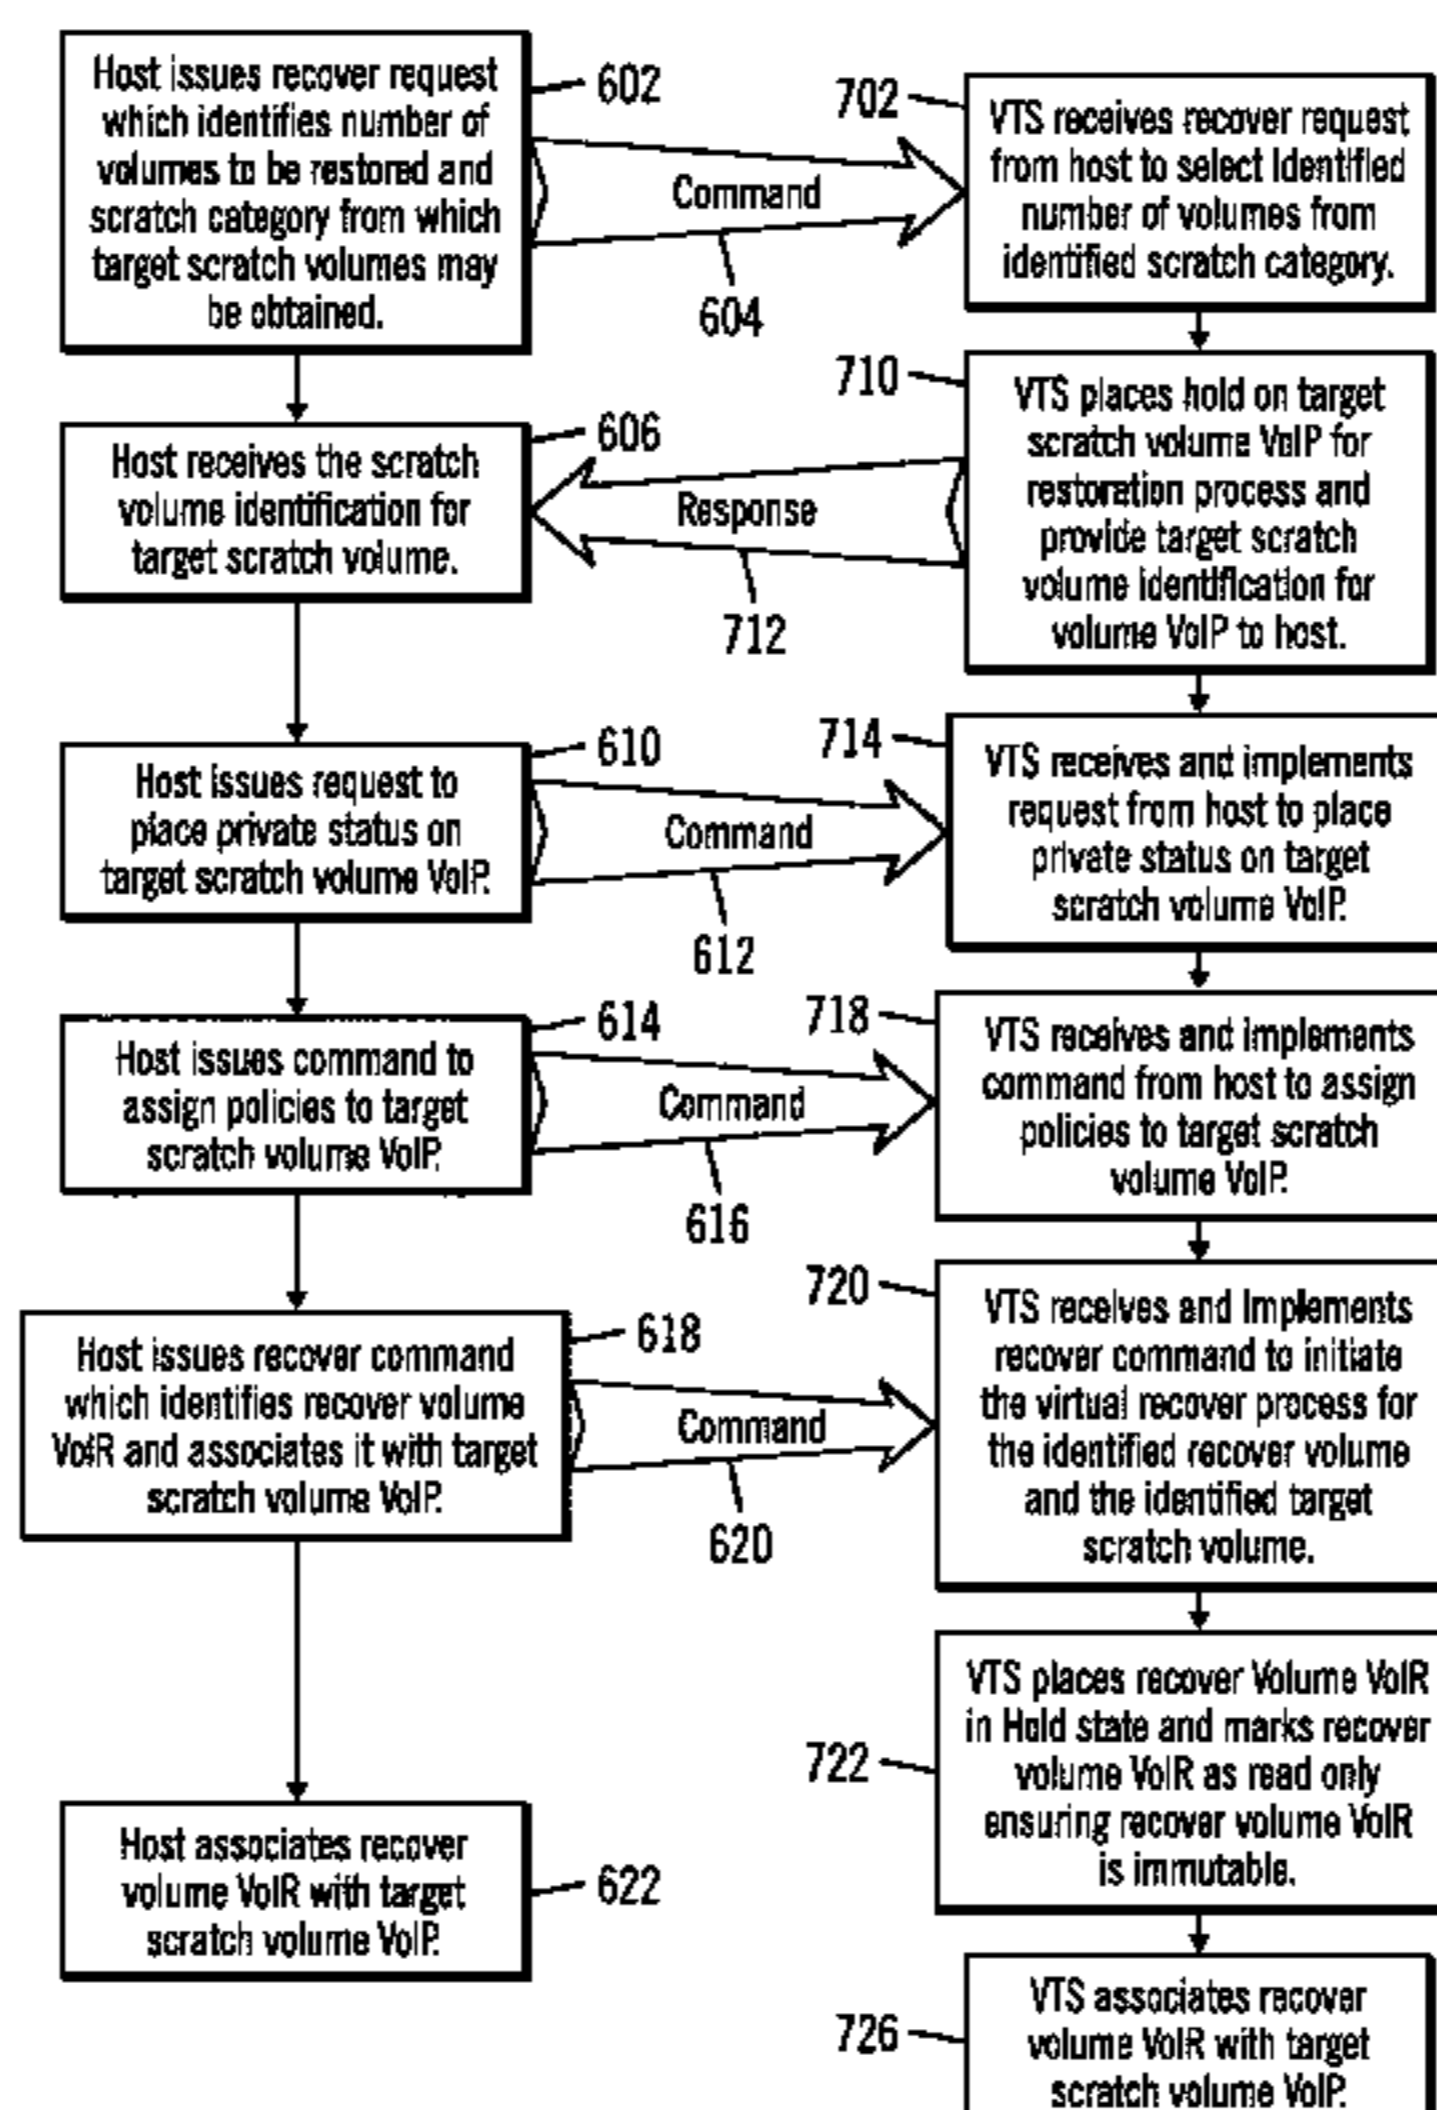 Host issues recover request
which identifies number of
volumes to be restored and
scratch category from which
target scratch volumes may
be obtained.
602
Command
604
702
VTS receives recover request
from host to select identified
number of volumes from
identified scratch category.
710
VTS places hold on target
scratch volume VolP for
restoration process and
provide target scratch
volume identification for
volume VolP to host.
Host receives the scratch
volume identification for
target scratch volume.
606
Response
712
Host issues request to
place private status on
target scratch volume VolP.
610
Command
612
714
VTS receives and implements
request from host to place
private status on target
scratch volume VolP.
Host issues command to
assign policies to target
scratch volume VolP.
614
Command
616
718
VTS receives and implements
command from host to assign
policies to target scratch
volume VolP.
Host issues recover command
which identifies recover volume
VolR and associates it with target
scratch volume VolP.
618
Command
620
720
VTS receives and implements
recover command to initiate
the virtual recover process for
the identified recover volume
and the identified target
scratch volume.
722
VTS places recover Volume VolR
in Hold state and marks recover
volume VolR as read only
ensuring recover volume VolR
is immutable.
Host associates recover
volume VolR with target
scratch volume VolP.
622
726
VTS associates recover
volume VolR with target
scratch volume VolP.